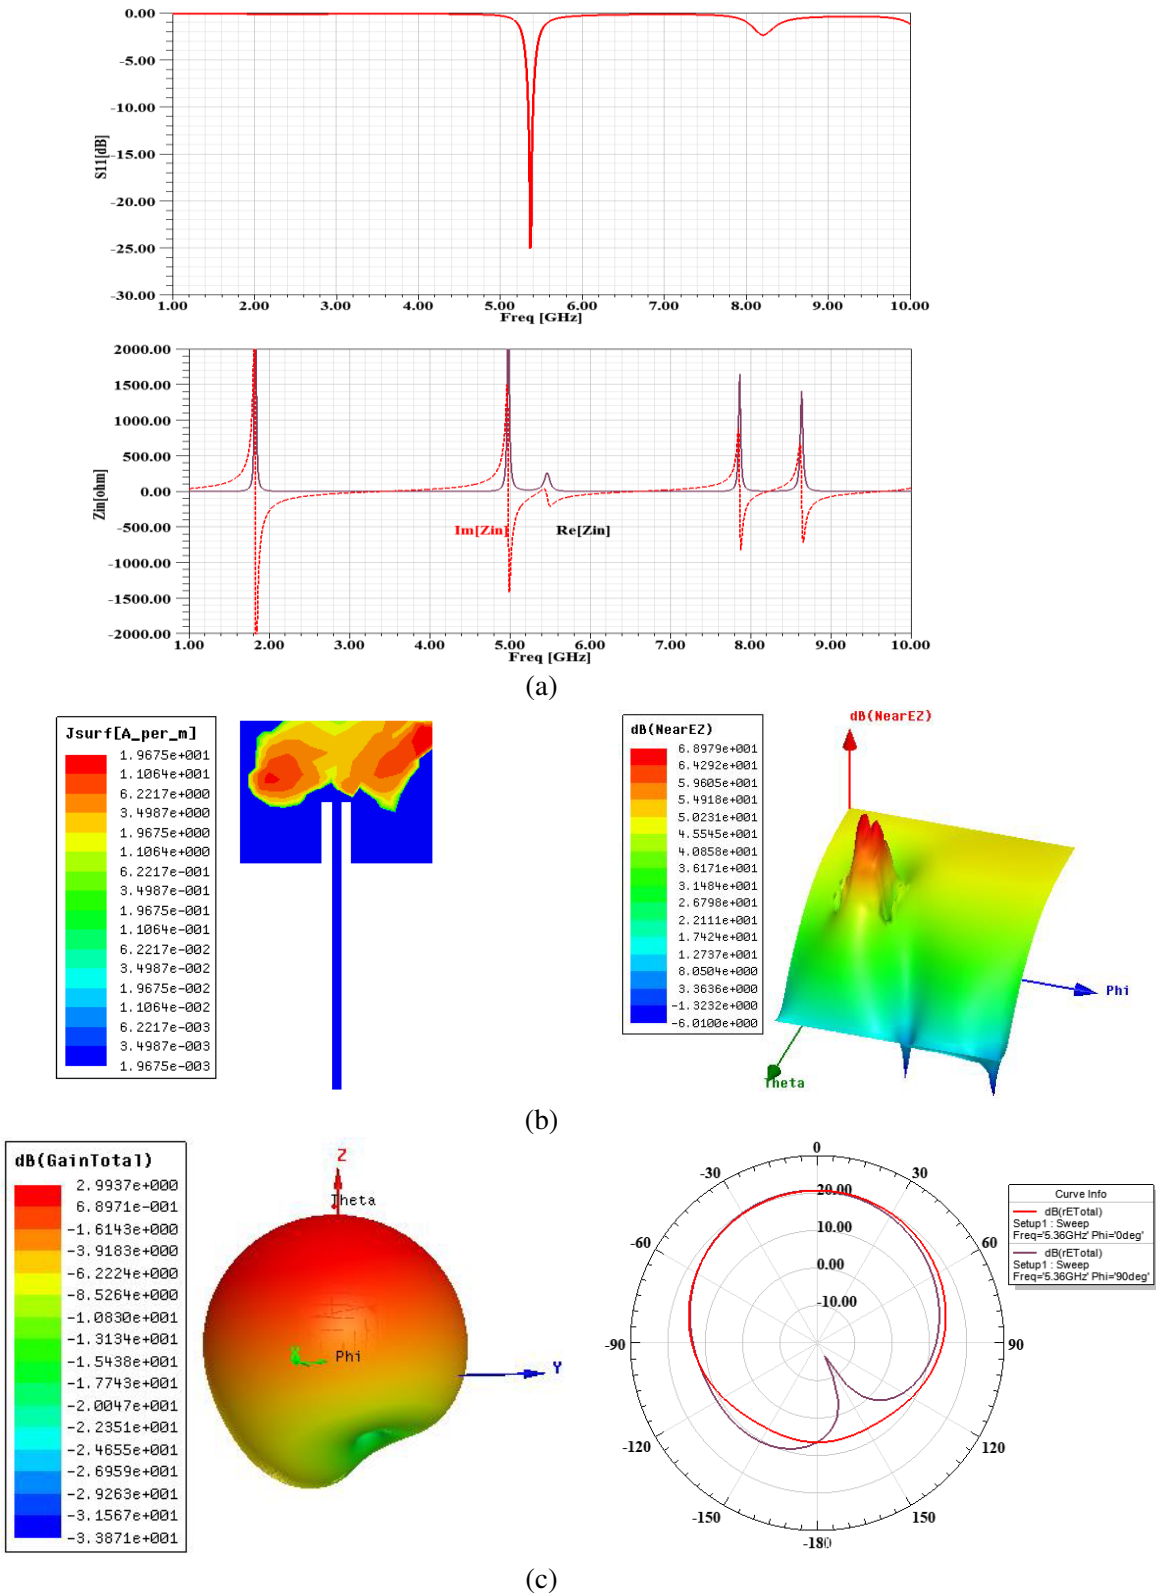 0.00
-5.00
-10.00
-15.00
-20.00
-25.00
-30.00
S11[dB]
1.00 2.00 3.00 4.00 5.00 6.00 7.00 8.00 9.00 10.00
Freq [GHz]
2000.00
1500.00
1000.00
500.00
0.00
-500.00
-1000.00
-1500.00
-2000.00
Zin[ohm]
Im[Zin] Re[Zin]
1.00 2.00 3.00 4.00 5.00 6.00 7.00 8.00 9.00 10.00
Freq [GHz]
(a)
Jsurf[A_per_m]
1.9675e+001
1.1064e+001
6.2217e+000
3.4987e+000
1.9675e+000
1.1064e+000
6.2217e-001
3.4987e-001
1.9675e-001
1.1064e-001
6.2217e-002
3.4987e-002
1.9675e-002
1.1064e-002
6.2217e-003
3.4987e-003
1.9675e-003
dB(NearEZ)
6.8979e+001
6.4292e+001
5.9605e+001
5.4918e+001
5.0231e+001
4.5545e+001
4.0858e+001
3.6171e+001
3.1484e+001
2.6798e+001
2.2111e+001
1.7424e+001
1.2737e+001
8.0504e+000
3.3636e+000
-1.3232e+000
-6.0100e+000
dB(NearEZ)
Phi
Theta
(b)
dB(GainTotal)
2.9937e+000
6.8971e-001
-1.6143e+000
-3.9183e+000
-6.2224e+000
-8.5264e+000
-1.0830e+001
-1.3134e+001
-1.5438e+001
-1.7743e+001
-2.0047e+001
-2.2351e+001
-2.4655e+001
-2.6959e+001
-2.9263e+001
-3.1567e+001
-3.3871e+001
Z
Theta
X
Phi
Y
0
-30 30
20.00
-60 60
10.00
0.00
-10.00
-90 90
-120 120
-150 150
-180
Curve Info
dB(rETotal)
Setup1 : Sweep
Freq='5.36GHz' Phi='0deg'
dB(rETotal)
Setup1 : Sweep
Freq='5.36GHz' Phi='90deg'
(c)